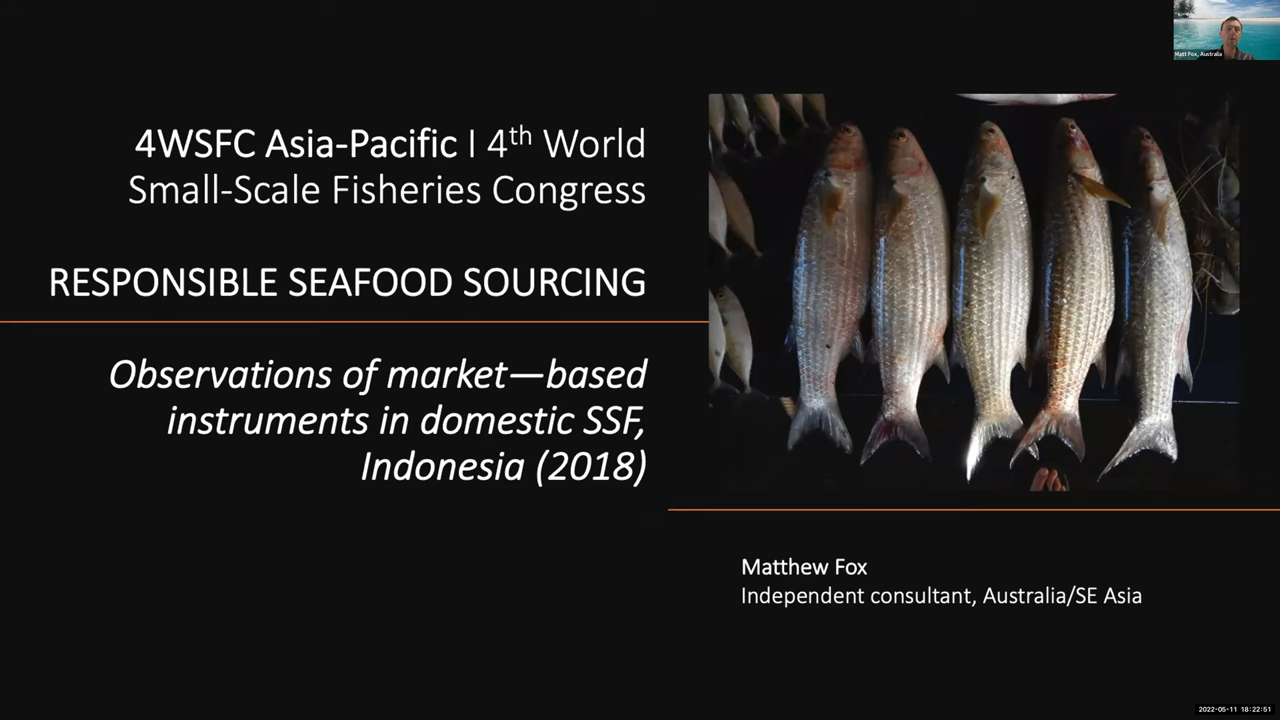 Matt Fox, Australia
4WSFC Asia-Pacific I 4th World
Small-Scale Fisheries Congress
RESPONSIBLE SEAFOOD SOURCING
Observations of market—based
instruments in domestic SSF,
Indonesia (2018)
Matthew Fox
Independent consultant, Australia/SE Asia
2022-05-11 18:22:51